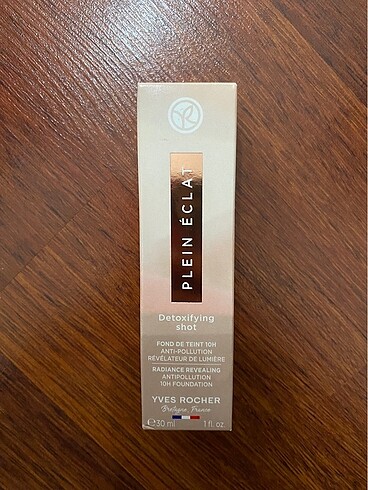 PLEIN ÉCLAT
Detoxifying
shot
FOND DE TEINT 10H
ANTI-POLLUTION
RÉVÉLATEUR DE LUMIÈRE
RADIANCE REVEALING
ANTIPOLLUTION
10H FOUNDATION
YVES ROCHER
Bretagne, France
℮30 ml 1 fl. oz.